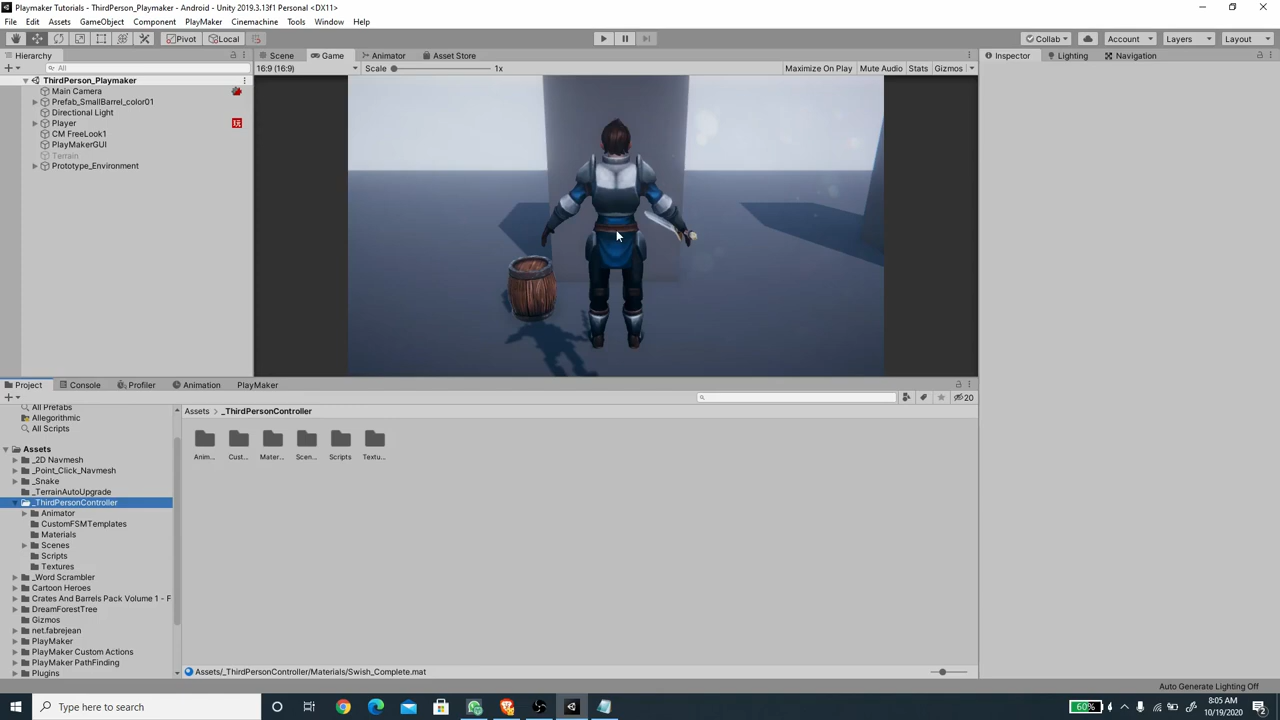 Playmaker Tutorials - ThirdPerson_Playmaker - Android - Unity 2019.3.13f1 Personal <DX11>
File Edit Assets GameObject Component PlayMaker Cinemachine Tools Window Help
Pivot Local Collab Account Layers Layout
Hierarchy Scene Game Animator Asset Store Inspector Lighting Navigation
All 16:9 (16:9) Scale 1x Maximize On Play Mute Audio Stats Gizmos
ThirdPerson_Playmaker
Main Camera
Prefab_SmallBarrel_color01
Directional Light
Player
CM FreeLook1
PlayMakerGUI
Terrain
Prototype_Environment
Project Console Profiler Animation PlayMaker
20
All Prefabs
Allegorithmic
All Scripts
Assets
_2D Navmesh
_Point_Click_Navmesh
_Snake
_TerrainAutoUpgrade
_ThirdPersonController
Animator
CustomFSMTemplates
Materials
Scenes
Scripts
Textures
_Word Scrambler
Cartoon Heroes
Crates And Barrels Pack Volume 1 - F
DreamForestTree
Gizmos
net.fabrejean
PlayMaker
PlayMaker Custom Actions
PlayMaker PathFinding
Plugins
Assets > _ThirdPersonController
Anim... Cust... Mater... Scen... Scripts Textu...
Assets/_ThirdPersonController/Materials/Swish_Complete.mat
Auto Generate Lighting Off
Type here to search
60%
8:05 AM
10/19/2020
2